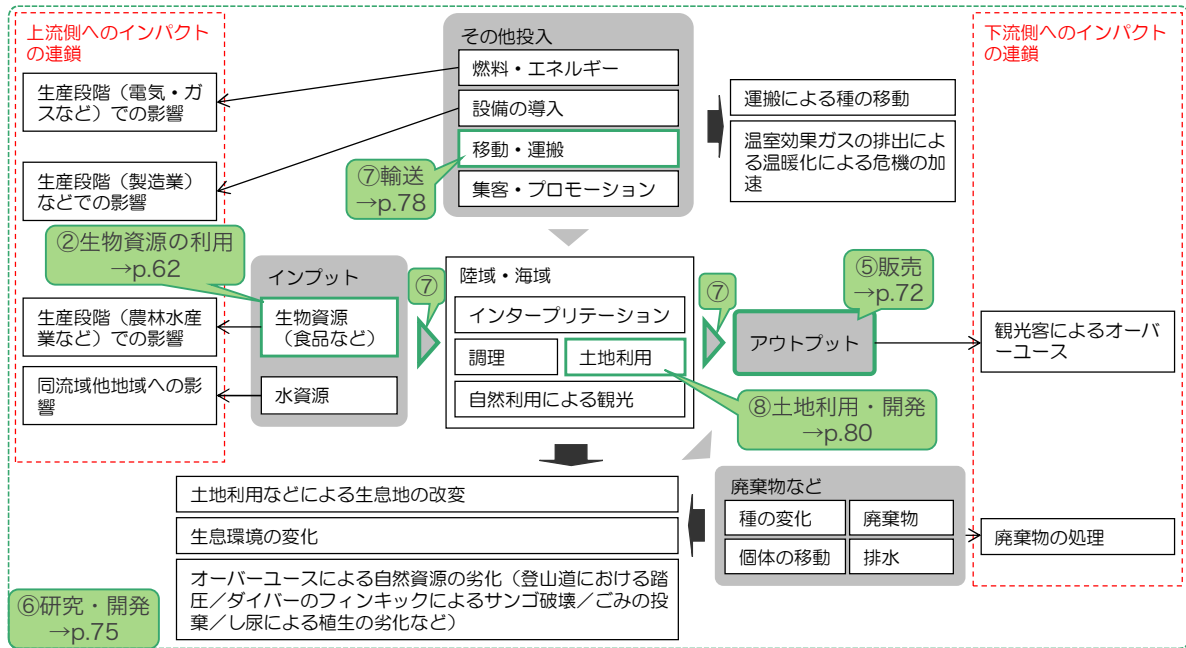 上流側へのインパクト
の連鎖
生産段階(電気・ガ
スなど)での影響
生産段階(製造業)
などでの影響
②生物資源の利用
→p.62
生産段階(農林水産
業など)での影響
同流域他地域への影
響
その他投入
燃料・エネルギー
設備の導入
移動・運搬
集客・プロモーション
⑦輸送
→p.78
運搬による種の移動
温室効果ガスの排出によ
る温暖化による危機の加
速
下流側へのインパクト
の連鎖
インプット
生物資源
(食品など)
水資源
⑦
陸域・海域
インタープリテーション
調理
土地利用
自然利用による観光
⑦
⑤販売
→p.72
アウトプット
⑧土地利用・開発
→p.80
観光客によるオーバ
ーユース
土地利用などによる生息地の改変
生息環境の変化
オーバーユースによる自然資源の劣化(登山道における踏
圧/ダイバーのフィンキックによるサンゴ破壊/ごみの投
棄/し尿による植生の劣化など)
廃棄物など
種の変化
廃棄物
個体の移動
排水
廃棄物の処理
⑥研究・開発
→p.75